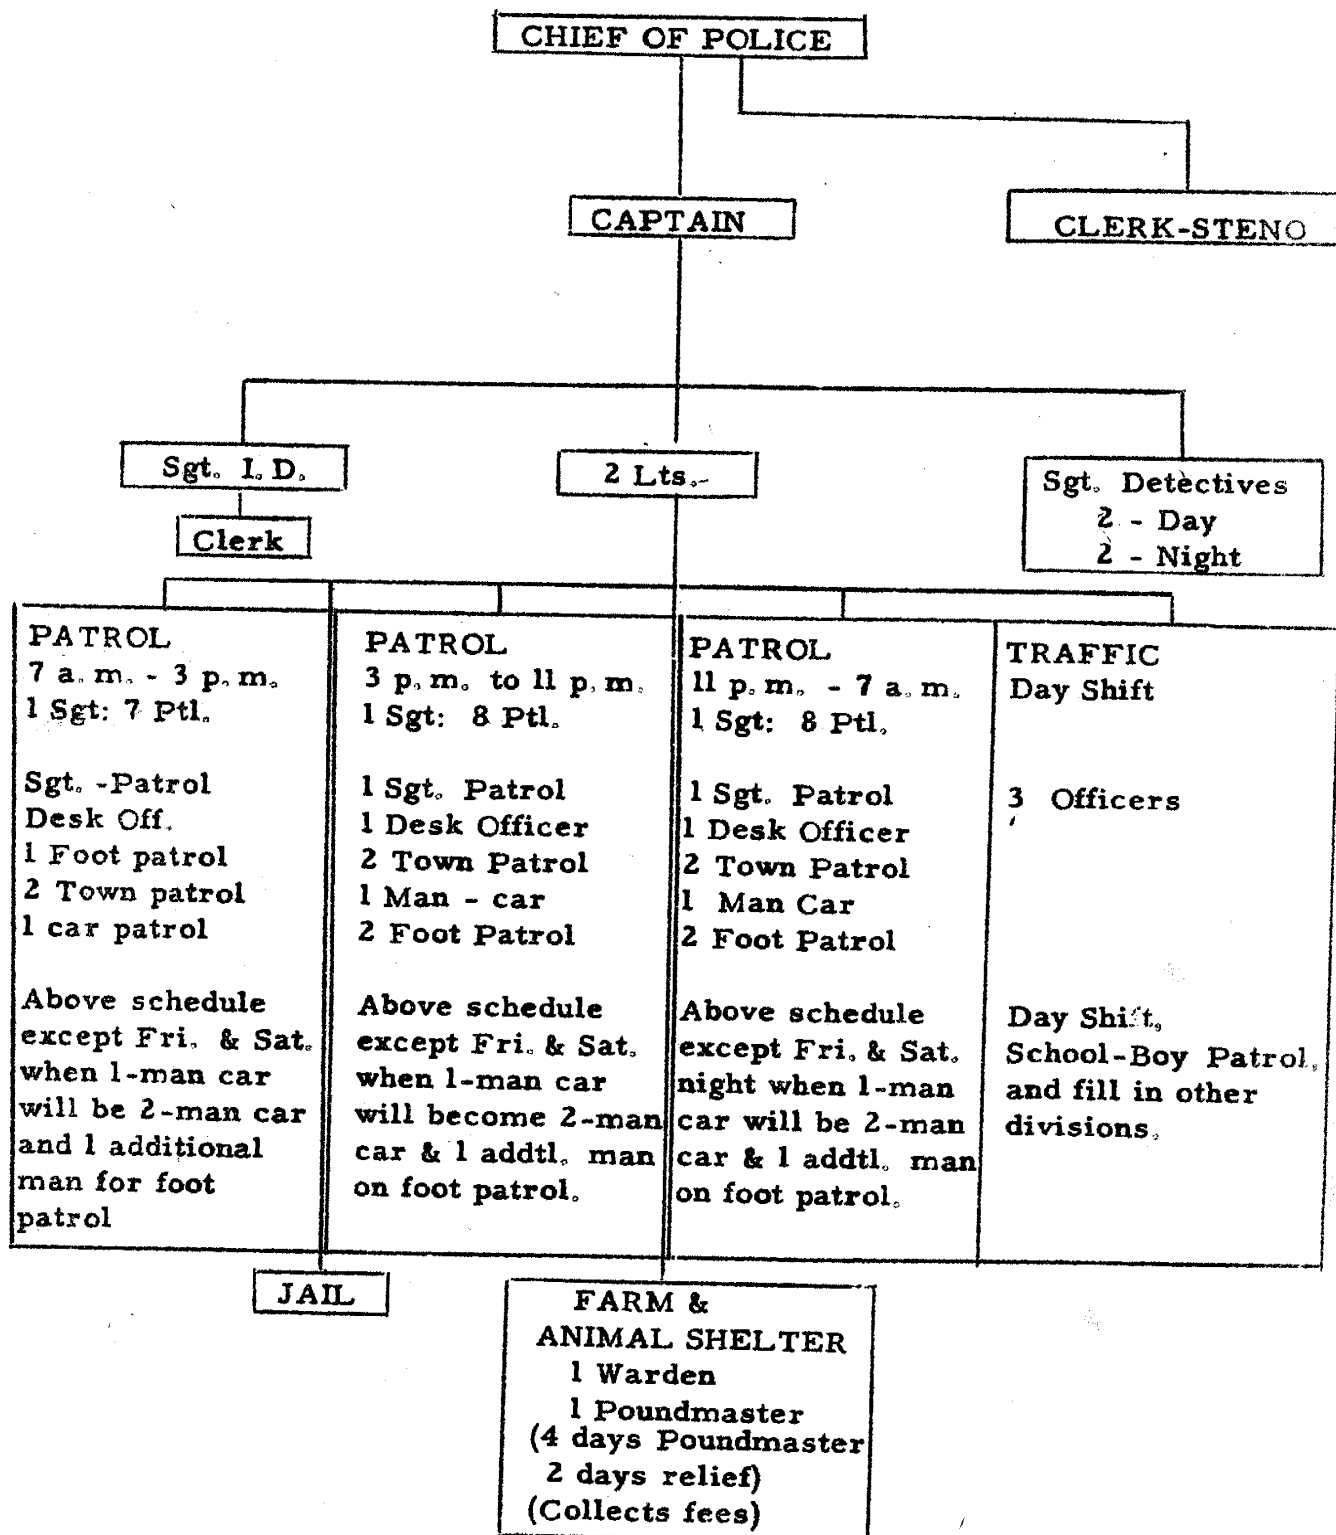 CHIEF OF POLICE
CAPTAIN
CLERK-STENO
Sgt. I.D.
Clerk
2 Lts.-
Sgt. Detectives
2 - Day
2 - Night
PATROL
7 a.m. - 3 p.m.
1 Sgt: 7 Ptl.
Sgt. -Patrol
Desk Off.
1 Foot patrol
2 Town patrol
1 car patrol
Above schedule
except Fri. & Sat.
when 1-man car
will be 2-man car
and 1 additional
man for foot
patrol
PATROL
3 p.m. to 11 p.m.
1 Sgt: 8 Ptl.
1 Sgt. Patrol
1 Desk Officer
2 Town Patrol
1 Man - car
2 Foot Patrol
Above schedule
except Fri. & Sat.
when 1-man car
will become 2-man
car & 1 addtl. man
on foot patrol.
PATROL
11 p.m. - 7 a.m.
1 Sgt: 8 Ptl.
1 Sgt. Patrol
1 Desk Officer
2 Town Patrol
1 Man Car
2 Foot Patrol
Above schedule
except Fri. & Sat.
night when 1-man
car will be 2-man
car & 1 addtl. man
on foot patrol.
TRAFFIC
Day Shift
3 Officers
Day Shift,
School-Boy Patrol,
and fill in other
divisions.
JAIL
FARM &
ANIMAL SHELTER
1 Warden
1 Poundmaster
(4 days Poundmaster
2 days relief)
(Collects fees)